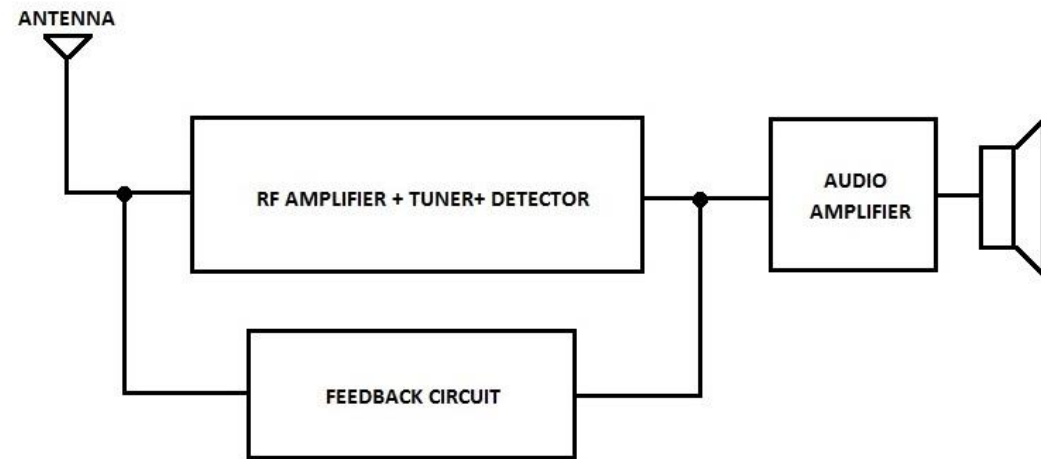 ANTENNA
RF AMPLIFIER + TUNER+ DETECTOR
AUDIO
AMPLIFIER
FEEDBACK CIRCUIT